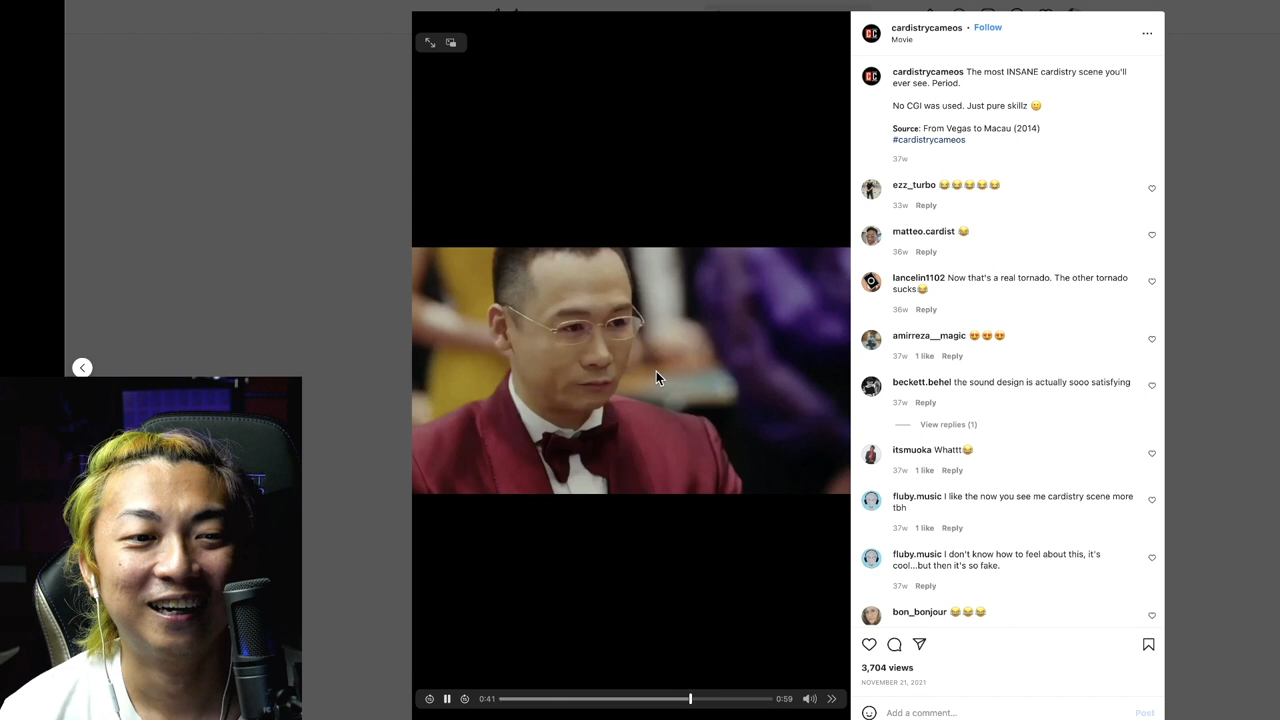 cardistrycameos • Follow
Movie
cardistrycameos The most INSANE cardistry scene you'll
ever see. Period.
No CGI was used. Just pure skillz 😉
Source: From Vegas to Macau (2014)
#cardistrycameos
37w
ezz_turbo 😂😂😂😂😂
33w Reply
matteo.cardist 😂
36w Reply
lancelin1102 Now that's a real tornado. The other tornado
sucks😂
36w Reply
amirreza__magic 😍😍😍
37w 1 like Reply
beckett.behel the sound design is actually sooo satisfying
37w Reply
View replies (1)
itsmuoka Whattt😂
37w 1 like Reply
fluby.music I like the now you see me cardistry scene more
tbh
37w 1 like Reply
fluby.music I don't know how to feel about this, it's
cool...but then it's so fake.
37w Reply
bon_bonjour 😂😂😂
3,704 views
NOVEMBER 21, 2021
0:41 0:59
Add a comment... Post